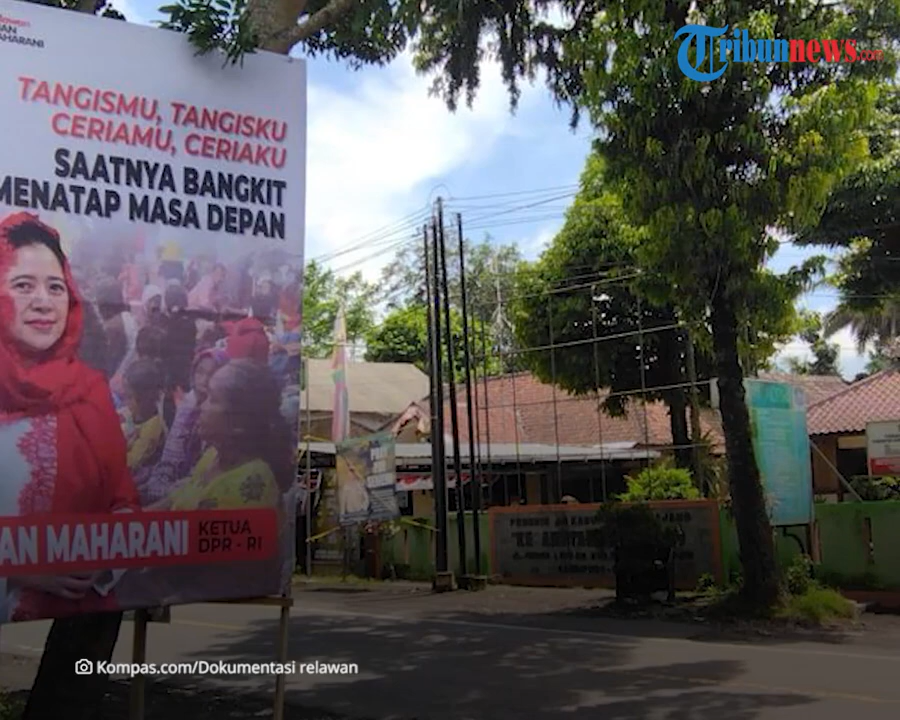 MAHARANI
Tribunnews.com
TANGISMU, TANGISKU
CERIAMU, CERIAKU
SAATNYA BANGKIT
MENATAP MASA DEPAN
AN MAHARANI
KETUA
DPR - RI
Kompas.com/Dokumentasi relawan